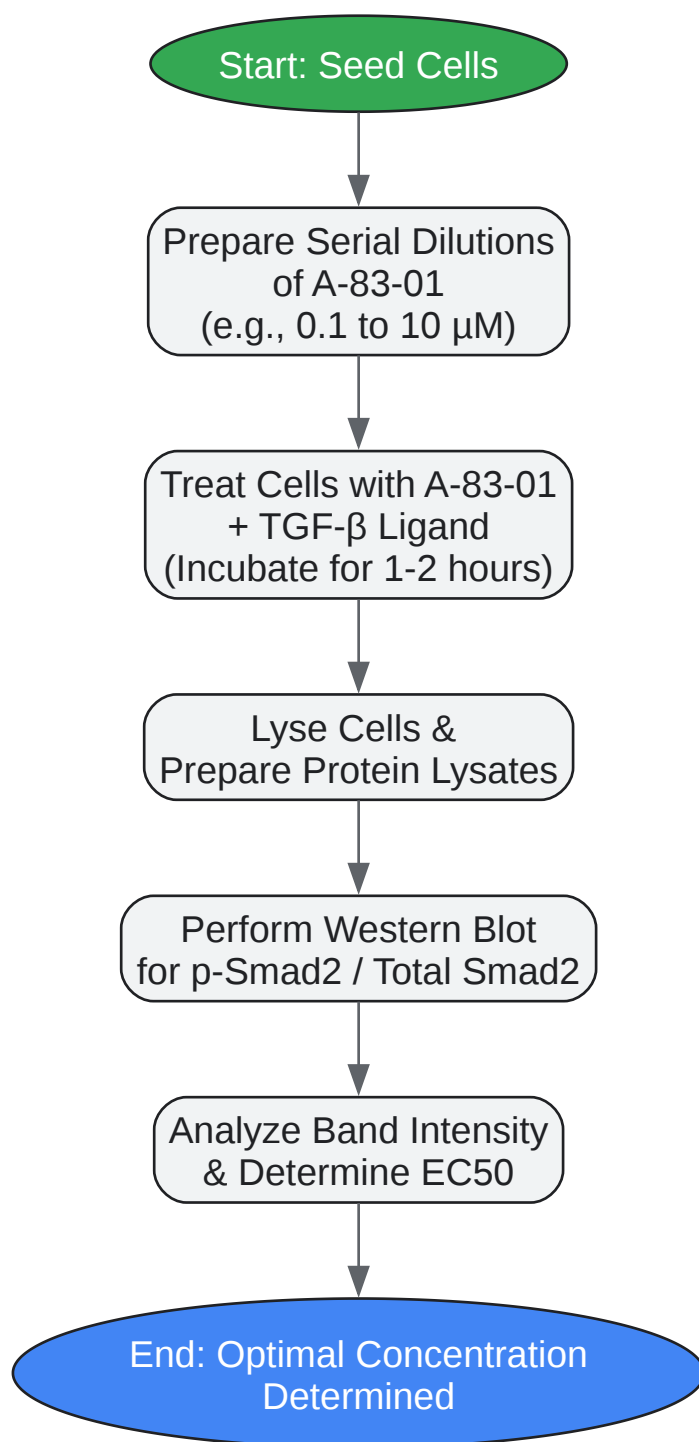 Start: Seed Cells
Prepare Serial Dilutions
of A-83-01
(e.g., 0.1 to 10 µM)
Treat Cells with A-83-01
+ TGF-β Ligand
(Incubate for 1-2 hours)
Lyse Cells &
Prepare Protein Lysates
Perform Western Blot
for p-Smad2 / Total Smad2
Analyze Band Intensity
& Determine EC50
End: Optimal Concentration
Determined